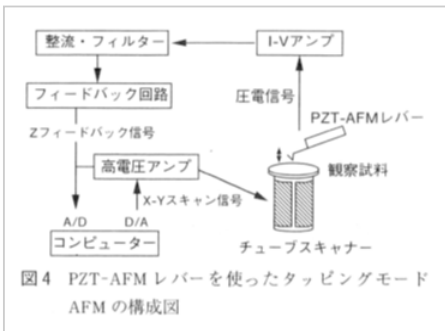 整流・フィルター
I-Vアンプ
フィードバック回路
圧電信号
PZT-AFMレバー
Zフィードバック信号
高電圧アンプ
観察試料
X-Yスキャン信号
A/D
D/A
コンピューター
チューブスキャナー
図4 PZT-AFMレバーを使ったタッピングモード
AFMの構成図